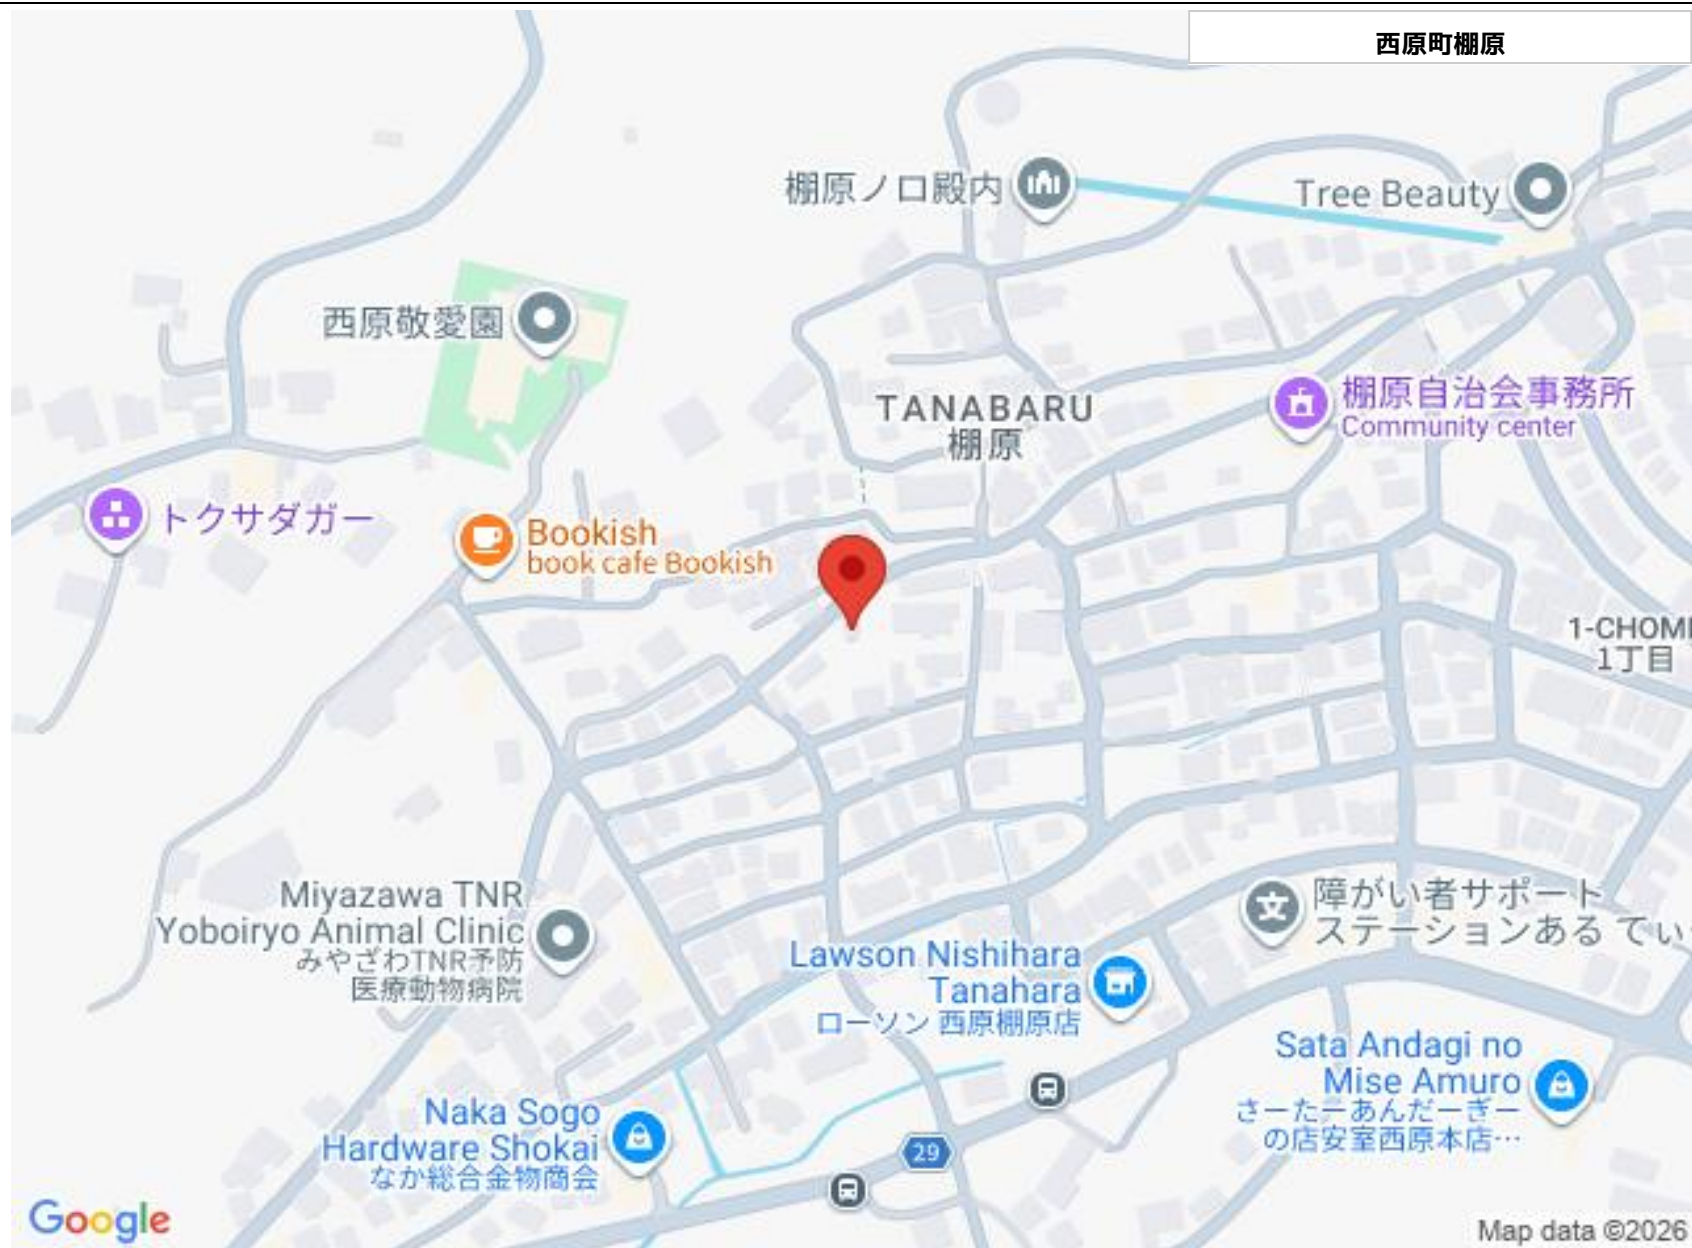 西原町棚原
棚原ノロ殿内
Tree Beauty
西原敬愛園
TANABARU
棚原
棚原自治会事務所
Community center
トクサダガー
Bookish
book cafe Bookish
1-CHOM
1丁目
Miyazawa TNR
Yoboiryo Animal Clinic
みやざわTNR予防
医療動物病院
障がい者サポート
ステーションある てぃ
Lawson Nishihara
Tanahara
ローソン 西原棚原店
Sata Andagi no
Mise Amuro
さーたーあんだーぎー
の店安室西原本店…
Naka Sogo
Hardware Shokai
なか総合金物商会
29
Google
Map data ©2026